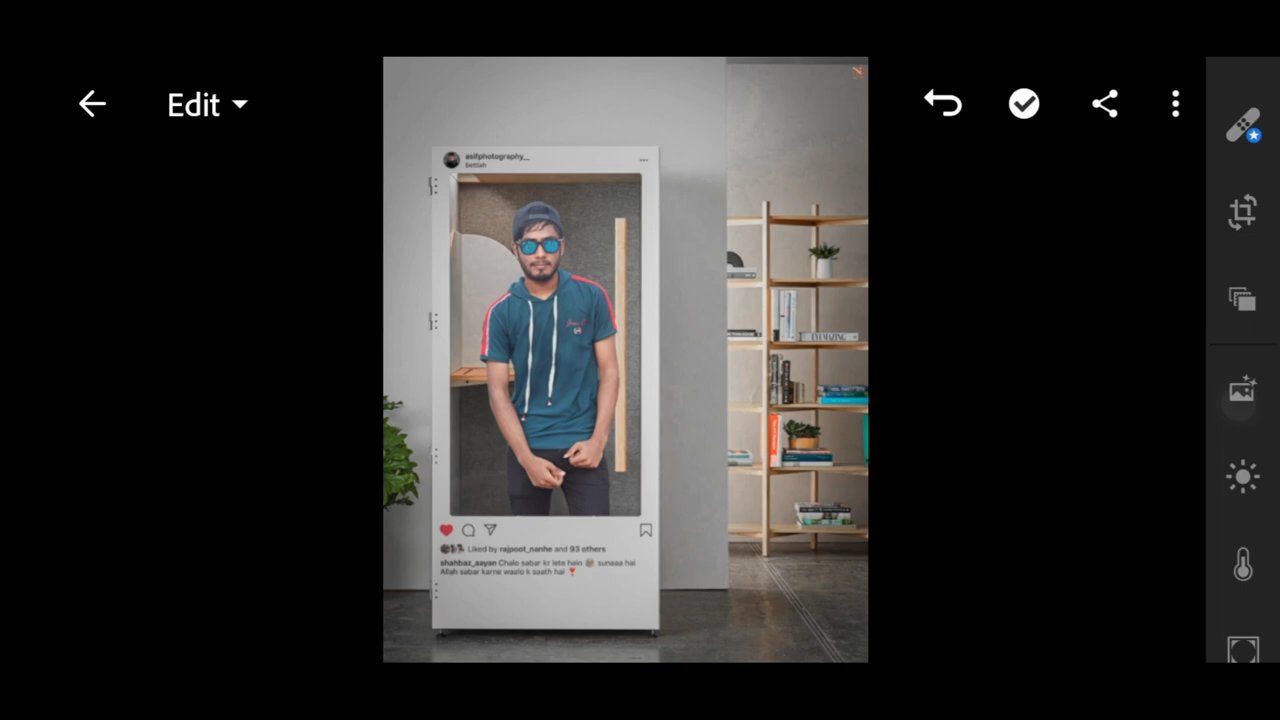 Edit
asifphotography__
Bettiah
Liked by rajpoot_nanhe and 93 others
shahbaz_aayan Chalo sabar kr lete hain 😅 sunaaa hai
Allah sabar karne waalo k saath hai ❣️